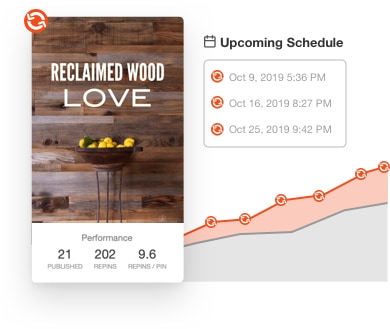 RECLAIMED WOOD
LOVE
Performance
21 202 9.6
PUBLISHED REPINS REPINS / PIN
Upcoming Schedule
Oct 9, 2019 5:36 PM
Oct 16, 2019 8:27 PM
Oct 25, 2019 9:42 PM